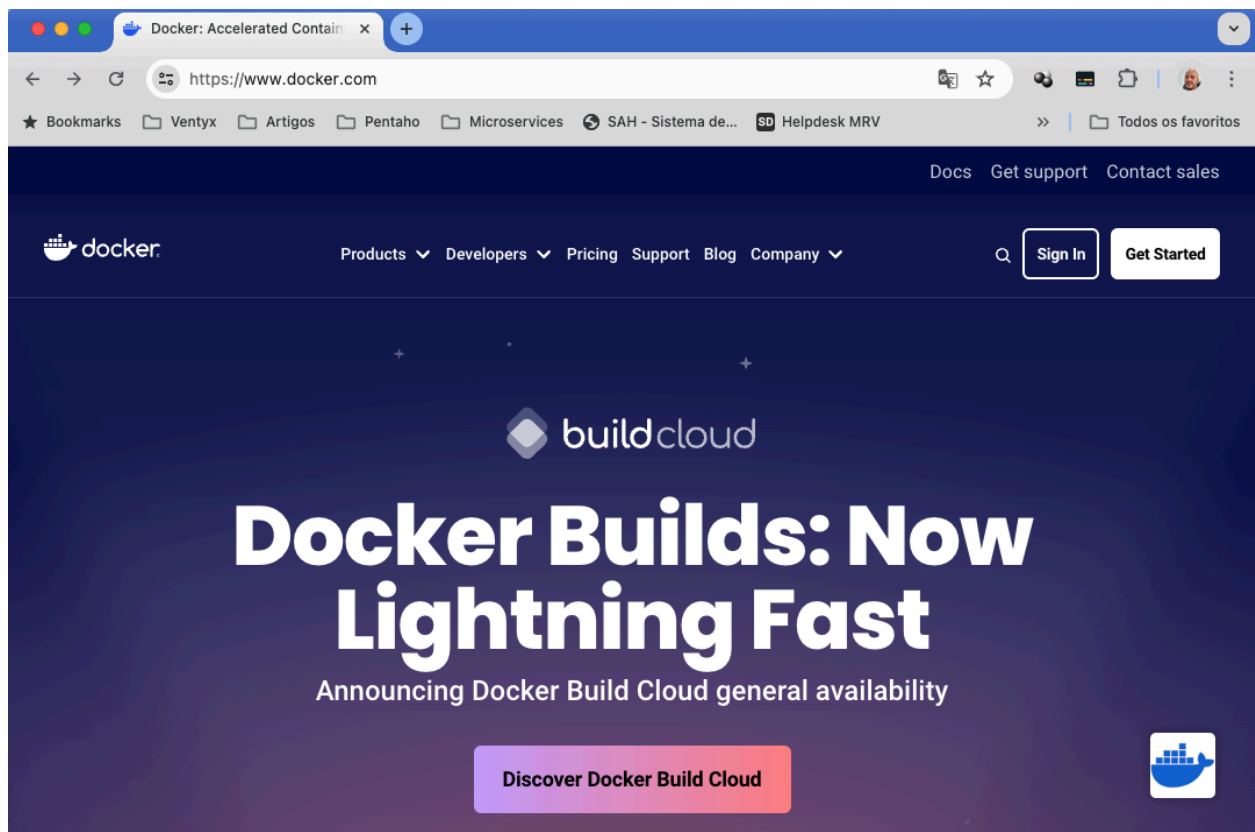 Docker: Accelerated Contain
https://www.docker.com
Bookmarks Ventyx Artigos Pentaho Microservices SAH - Sistema de... SD Helpdesk MRV » Todos os favoritos
Docs Get support Contact sales
docker Products Developers Pricing Support Blog Company Sign In Get Started
buildcloud
Docker Builds: Now
Lightning Fast
Announcing Docker Build Cloud general availability
Discover Docker Build Cloud